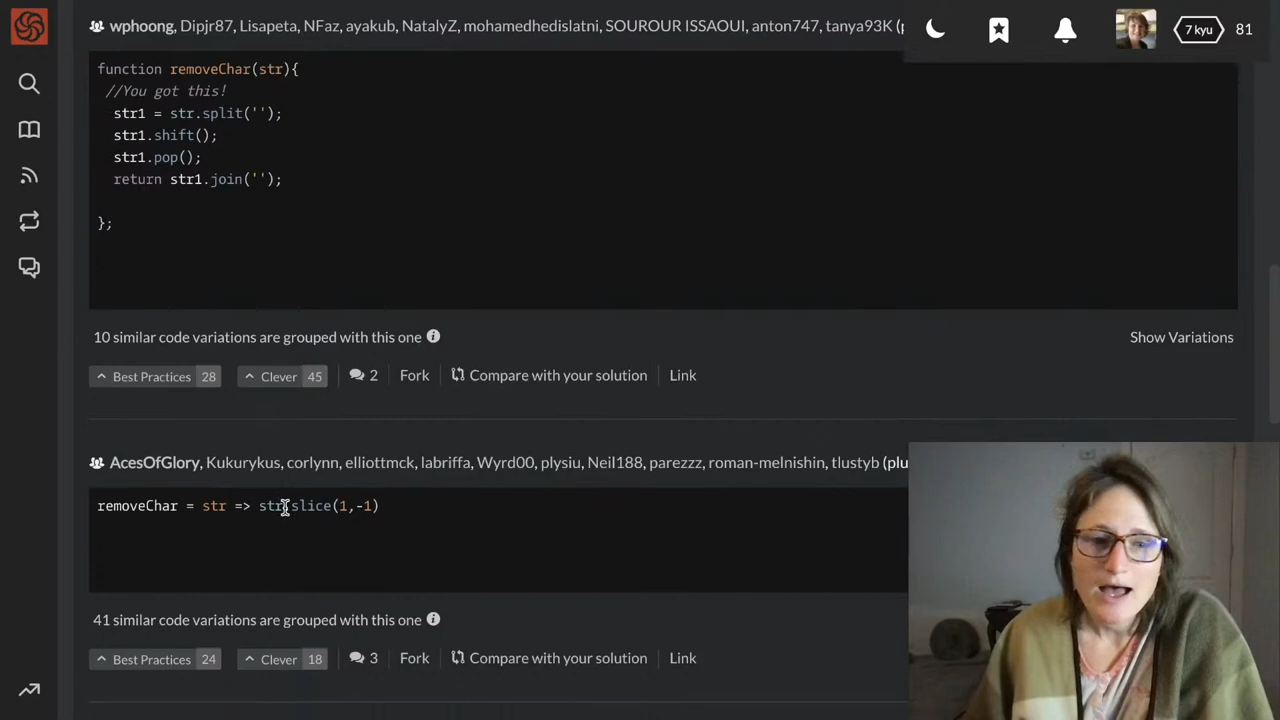 wphoong, Dipjr87, Lisapeta, NFaz, ayakub, NatalyZ, mohamedhedislatni, SOUROUR ISSAOUI, anton747, tanya93K (
7 kyu 81
function removeChar(str){
//You got this!
str1 = str.split('');
str1.shift();
str1.pop();
return str1.join('');
};
10 similar code variations are grouped with this one
Show Variations
Best Practices 28 Clever 45 2 Fork Compare with your solution Link
AcesOfGlory, Kukurykus, corlynn, elliottmck, labriffa, Wyrd00, plysiu, Neil188, parezzz, roman-melnishin, tlustyb (plu
removeChar = str => str.slice(1,-1)
41 similar code variations are grouped with this one
Best Practices 24 Clever 18 3 Fork Compare with your solution Link